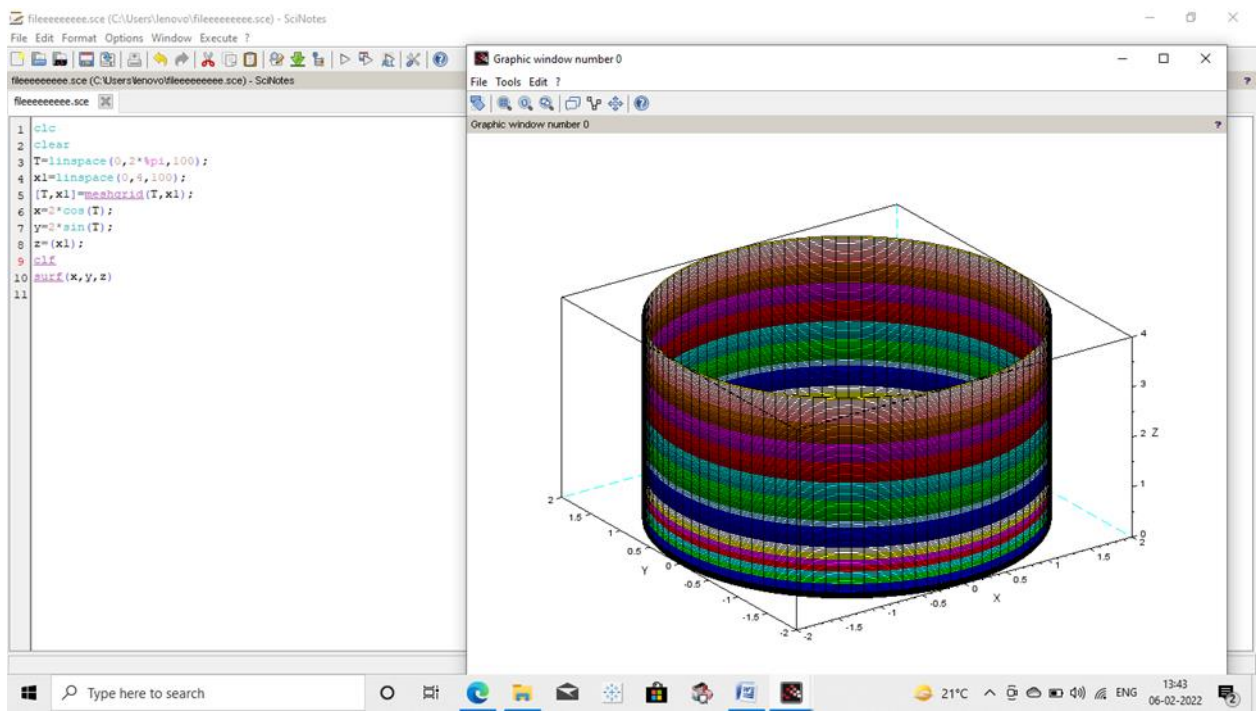 fileeeeeeeee.sce (C:\Users\lenovo\fileeeeeeeee.sce) - SciNotes
File Edit Format Options Window Execute ?
fileeeeeeeee.sce (C:\Users\lenovo\fileeeeeeeee.sce) - SciNotes
fileeeeeeeee.sce
1 clc
2 clear
3 T=linspace(0,2*%pi,100);
4 x1=linspace(0,4,100);
5 [T,x1]=meshgrid(T,x1);
6 x=2*cos(T);
7 y=2*sin(T);
8 z=(x1);
9 clf
10 surf(x,y,z)
11
Graphic window number 0
File Tools Edit ?
Graphic window number 0
?
?
4
3
2 Z
1
0
2
1.5
1
0.5
0
Y
-0.5
-1
-1.5
-2
2
1.5
1
0.5
0
X
-0.5
-1
-1.5
-2
Type here to search
21°C
ENG
13:43
06-02-2022
2